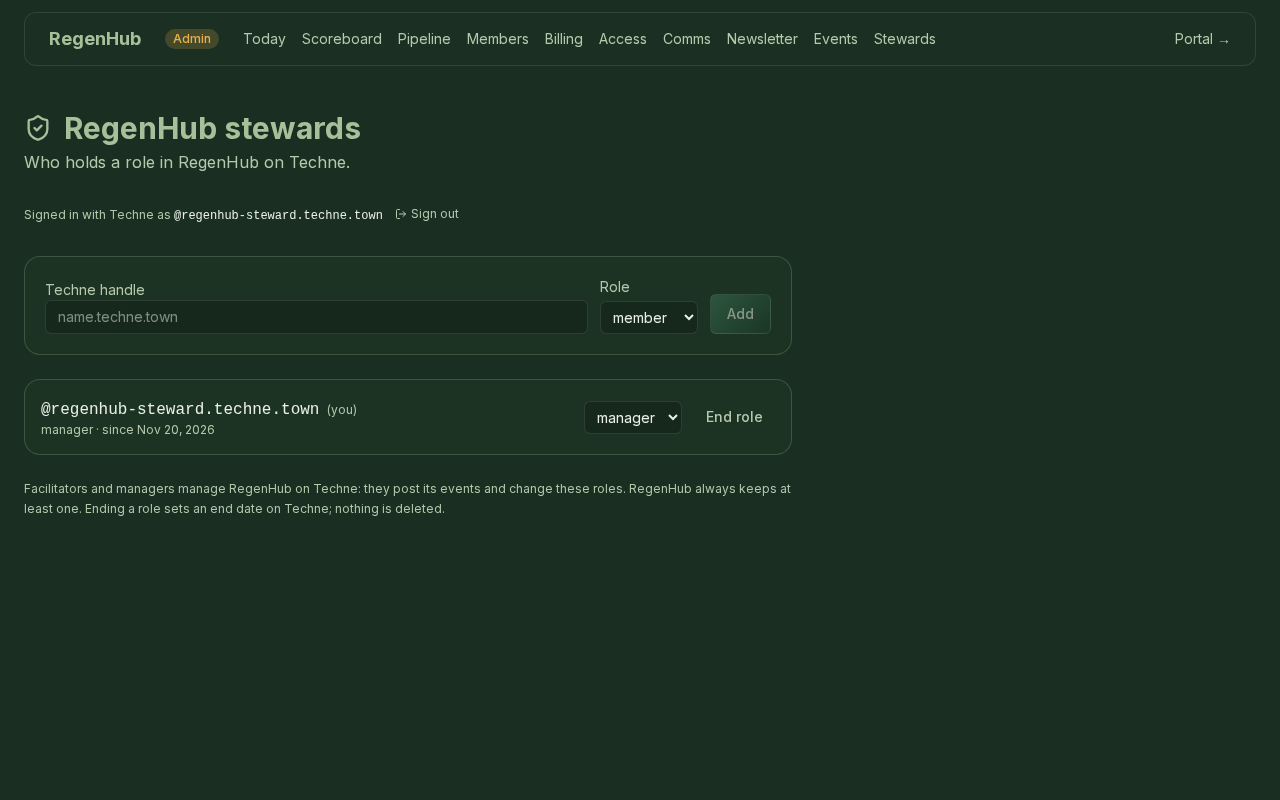 RegenHub Admin Today Scoreboard Pipeline Members Billing Access Comms Newsletter Events Stewards Portal →
RegenHub stewards
Who holds a role in RegenHub on Techne.
Signed in with Techne as @regenhub-steward.techne.town Sign out
Techne handle Role
name.techne.town member Add
@regenhub-steward.techne.town (you) manager End role
manager · since Nov 20, 2026
Facilitators and managers manage RegenHub on Techne: they post its events and change these roles. RegenHub always keeps at
least one. Ending a role sets an end date on Techne; nothing is deleted.